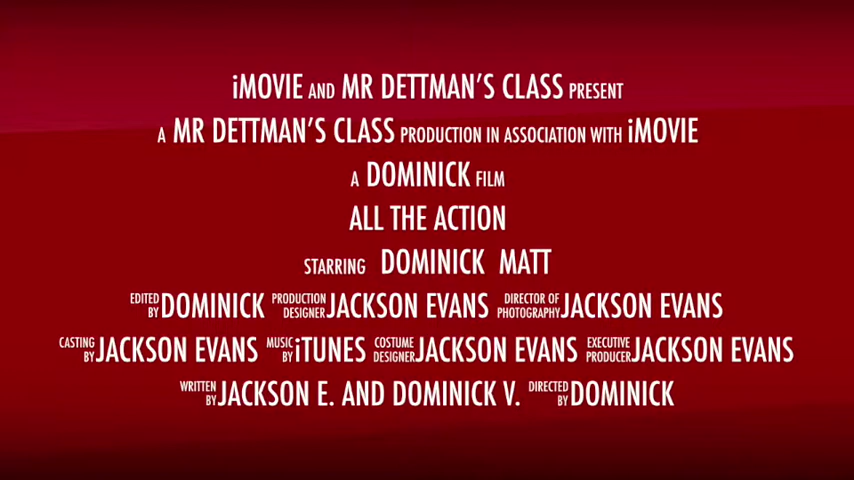 iMOVIE AND MR DETTMAN'S CLASS PRESENT
A MR DETTMAN'S CLASS PRODUCTION IN ASSOCIATION WITH iMOVIE
A DOMINICK FILM
ALL THE ACTION
STARRING DOMINICK MATT
EDITED BY DOMINICK PRODUCTION DESIGNER JACKSON EVANS DIRECTOR OF PHOTOGRAPHY JACKSON EVANS
CASTING BY JACKSON EVANS MUSIC BY iTUNES COSTUME DESIGNER JACKSON EVANS EXECUTIVE PRODUCER JACKSON EVANS
WRITTEN BY JACKSON E. AND DOMINICK V. DIRECTED BY DOMINICK